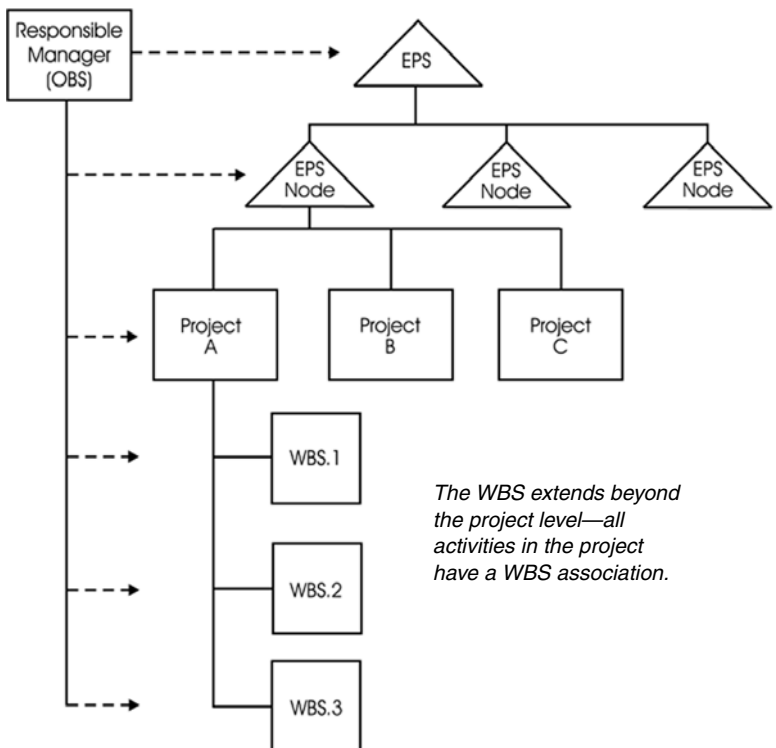 Responsible
Manager
(OBS)
EPS
EPS
Node
EPS
Node
EPS
Node
Project
A
Project
B
Project
C
WBS.1
The WBS extends beyond
the project level—all
activities in the project
have a WBS association.
WBS.2
WBS.3